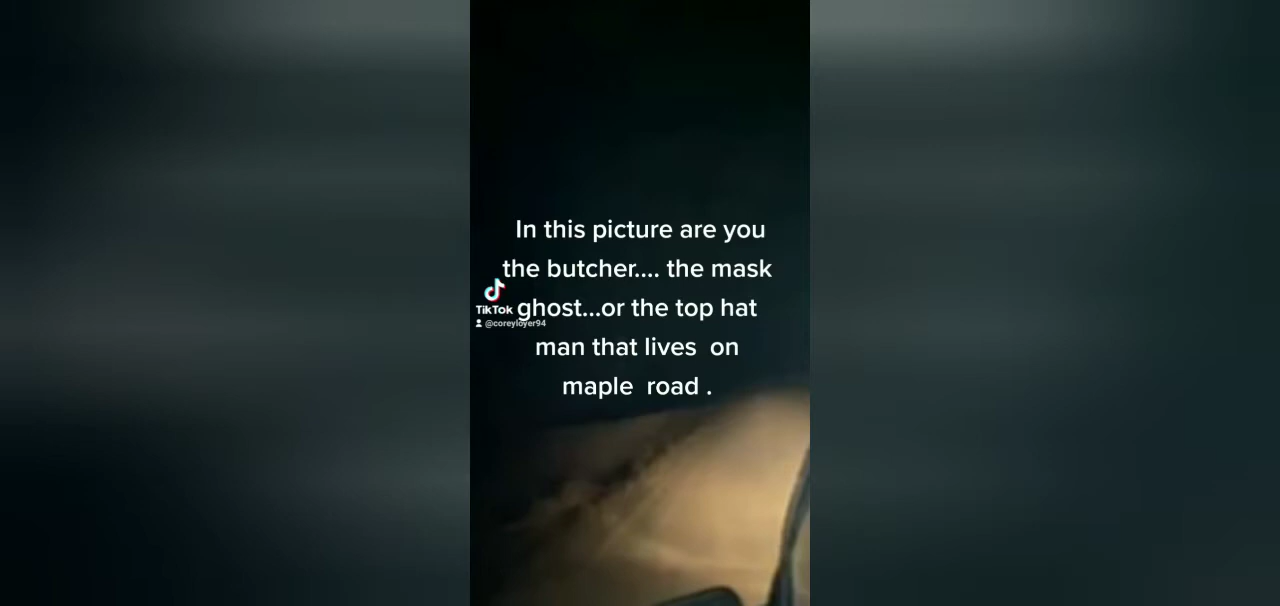 In this picture are you
the butcher.... the mask
ghost...or the top hat
man that lives on
maple road .
TikTok
@coreyloyer94